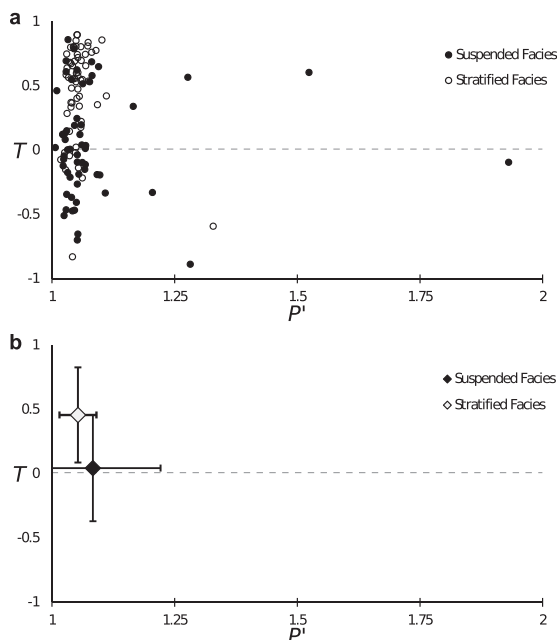 a
1
Suspended Facies
Stratified Facies
0.5
T 0
-0.5
-1
1 1.25 1.5 1.75 2
P'
b
1
Suspended Facies
Stratified Facies
0.5
T 0
-0.5
-1
1 1.25 1.5 1.75 2
P'